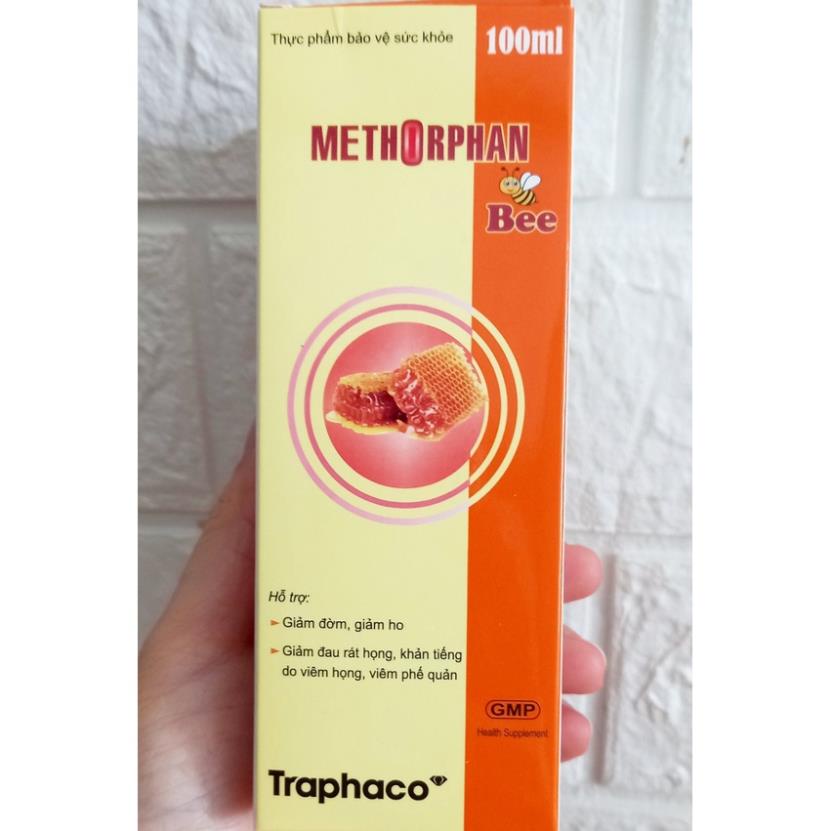 Thực phẩm bảo vệ sức khỏe
100ml
METHORPHAN
Bee
Hỗ trợ:
► Giảm đờm, giảm ho
► Giảm đau rát họng, khản tiếng
do viêm họng, viêm phế quản
GMP
Health Supplement
Traphaco